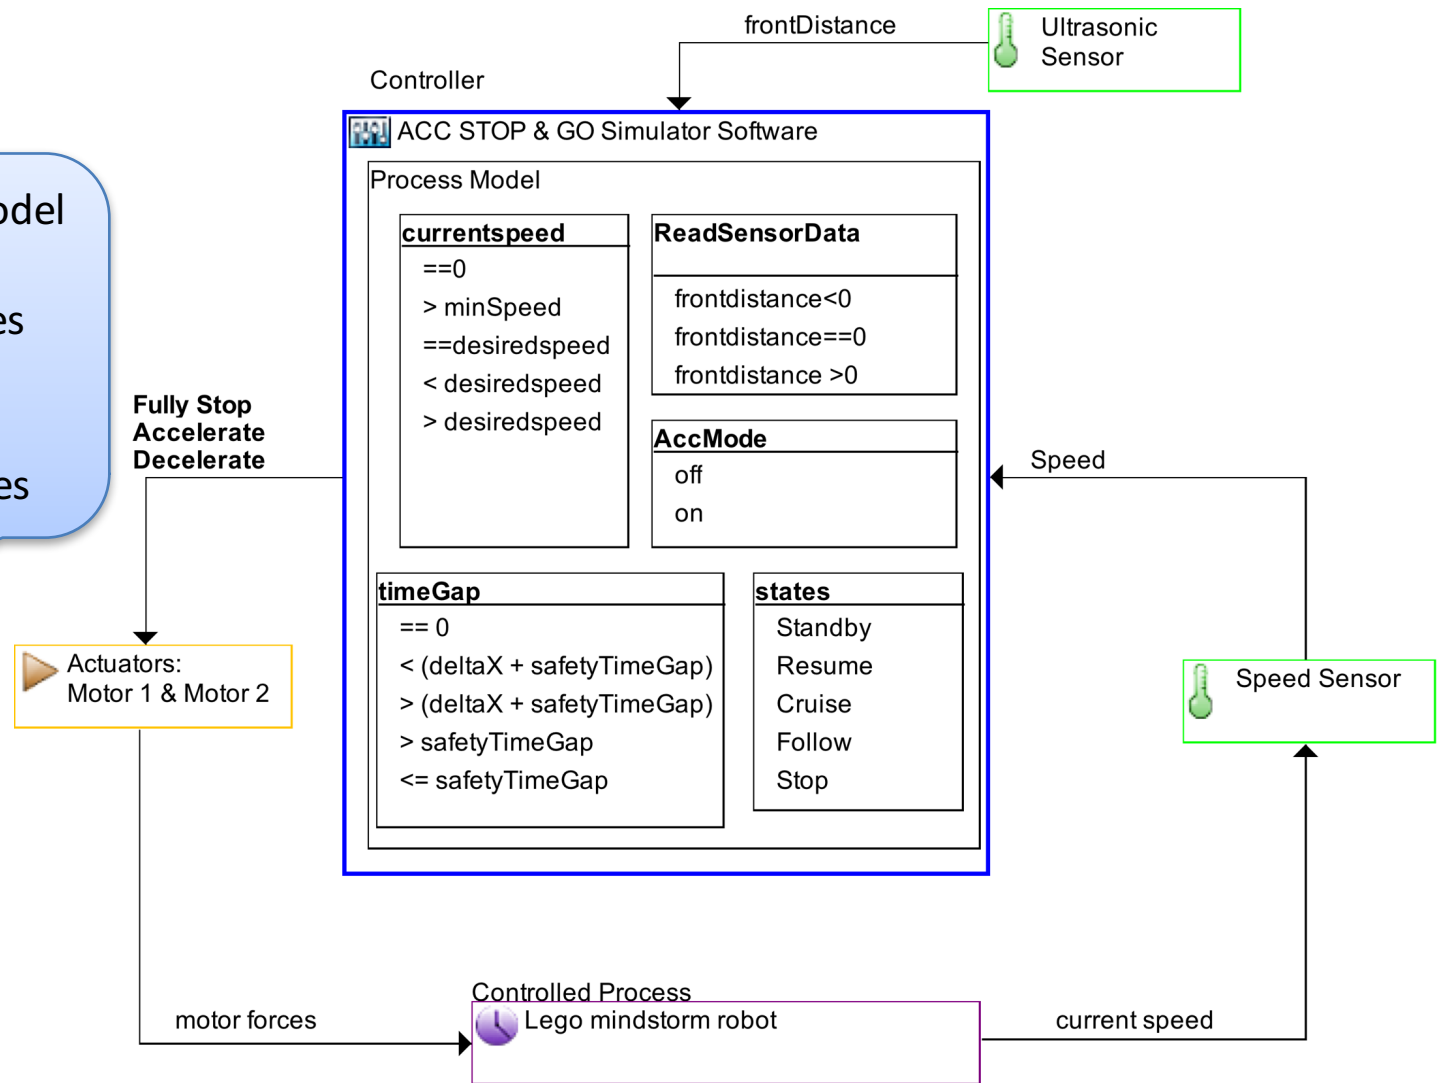 frontDistance
Ultrasonic
Sensor
Controller
ACC STOP & GO Simulator Software
Process Model
currentspeed
==0
> minSpeed
==desiredspeed
< desiredspeed
> desiredspeed
ReadSensorData
frontdistance<0
frontdistance==0
frontdistance >0
AccMode
off
on
timeGap
== 0
< (deltaX + safetyTimeGap)
> (deltaX + safetyTimeGap)
> safetyTimeGap
<= safetyTimeGap
states
Standby
Resume
Cruise
Follow
Stop
Fully Stop
Accelerate
Decelerate
Speed
Actuators:
Motor 1 & Motor 2
Speed Sensor
Controlled Process
Lego mindstorm robot
motor forces
current speed